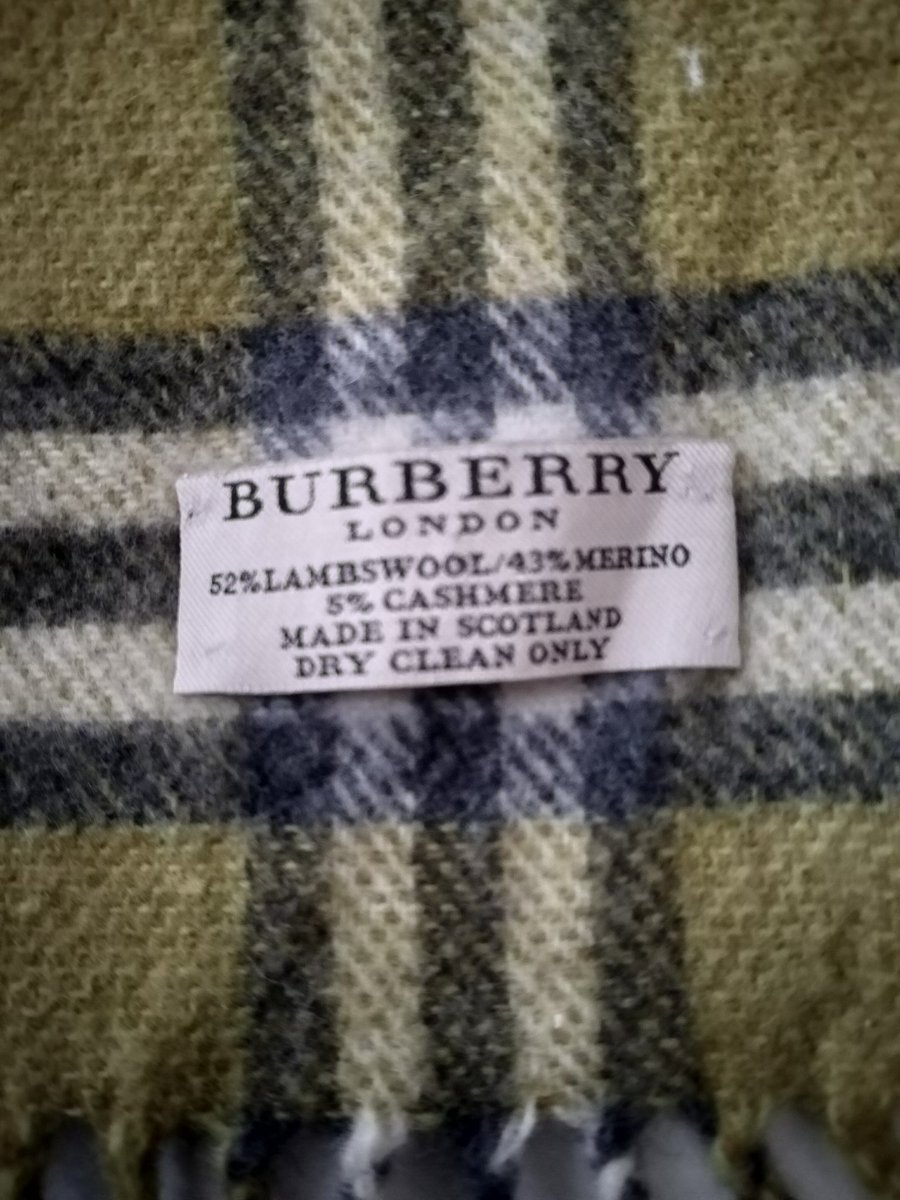 BURBERRY
LONDON
52%LAMBSWOOL/43%MERINO
5% CASHMERE
MADE IN SCOTLAND
DRY CLEAN ONLY